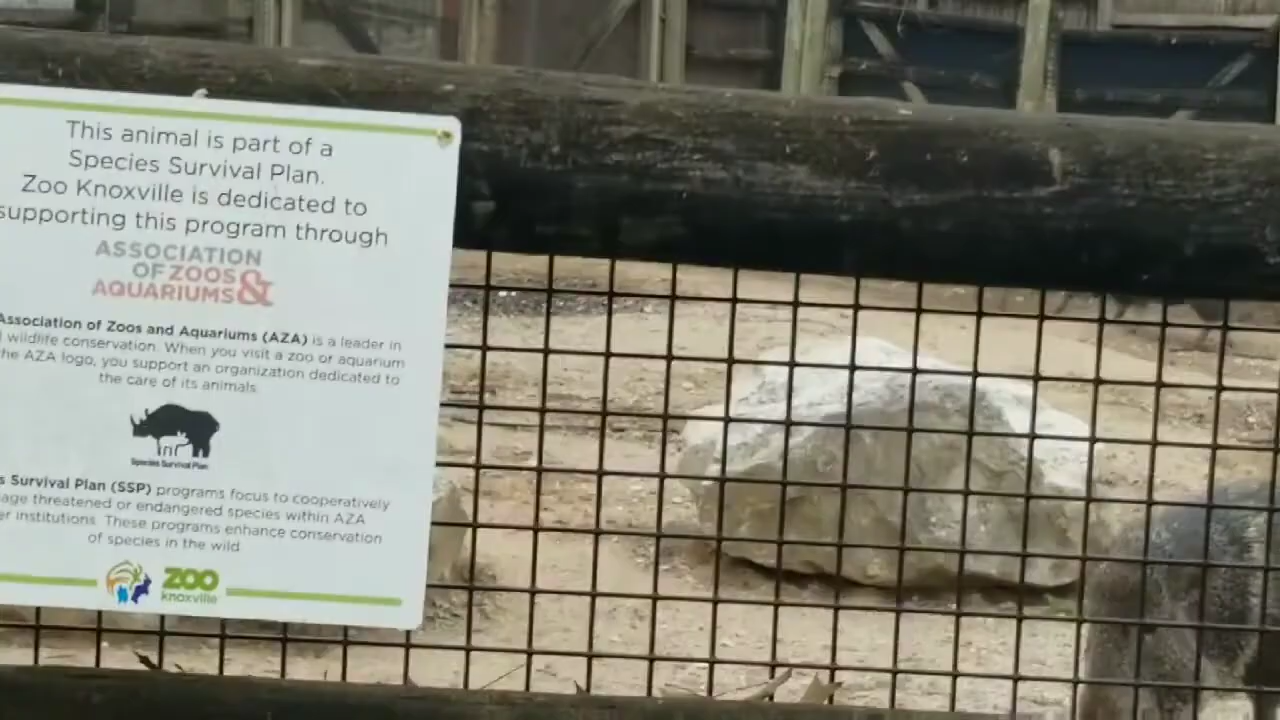 This animal is part of a
Species Survival Plan.
Zoo Knoxville is dedicated to
supporting this program through
ASSOCIATION
OF ZOOS &
AQUARIUMS
Association of Zoos and Aquariums (AZA) is a leader in
wildlife conservation. When you visit a zoo or aquarium
the AZA logo, you support an organization dedicated to
the care of its animals.
Species Survival Plan
s Survival Plan (SSP) programs focus to cooperatively
age threatened or endangered species within AZA
er institutions. These programs enhance conservation
of species in the wild.
ZOO
knoxville